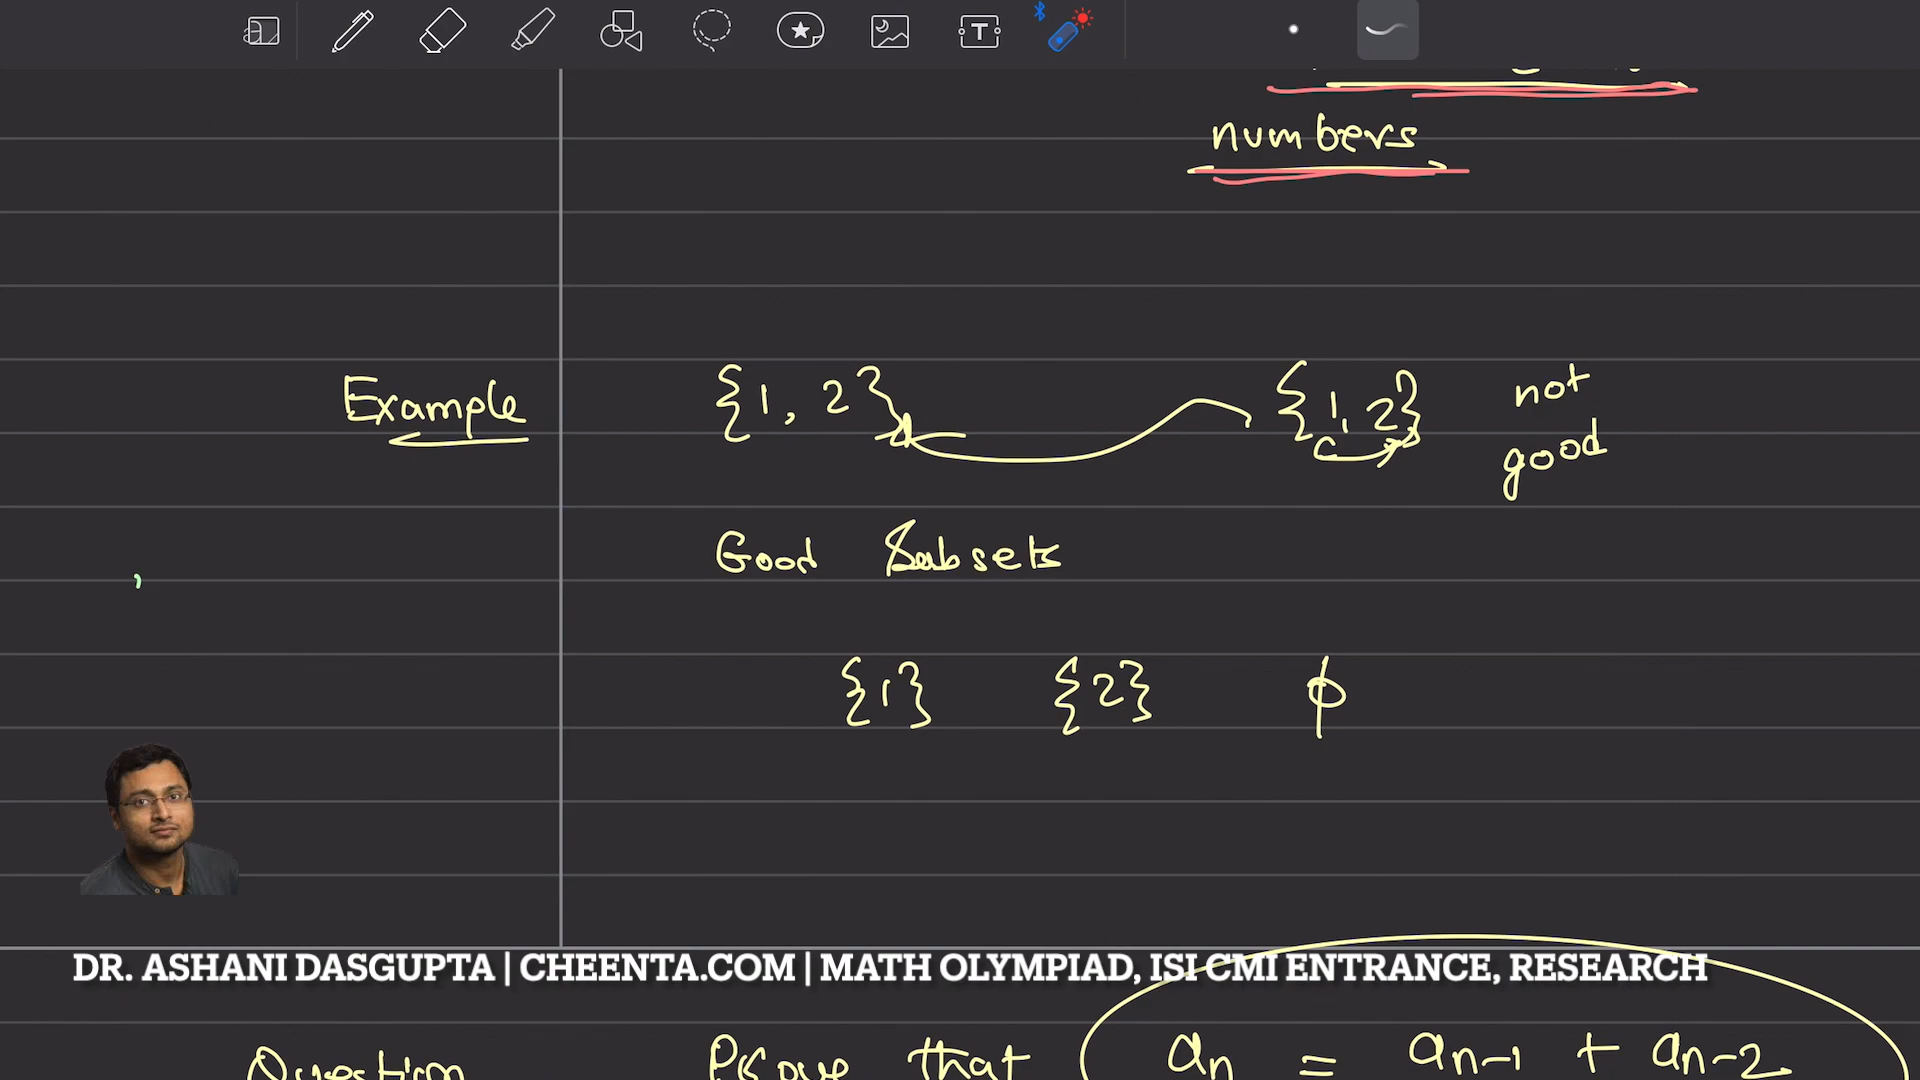 numbers
Example {1, 2} {1, 2} not
good
Good Subsets
{1} {2} φ
DR. ASHANI DASGUPTA | CHEENTA.COM | MATH OLYMPIAD, ISI CMI ENTRANCE, RESEARCH
Question Prove that an = an-1 + an-2